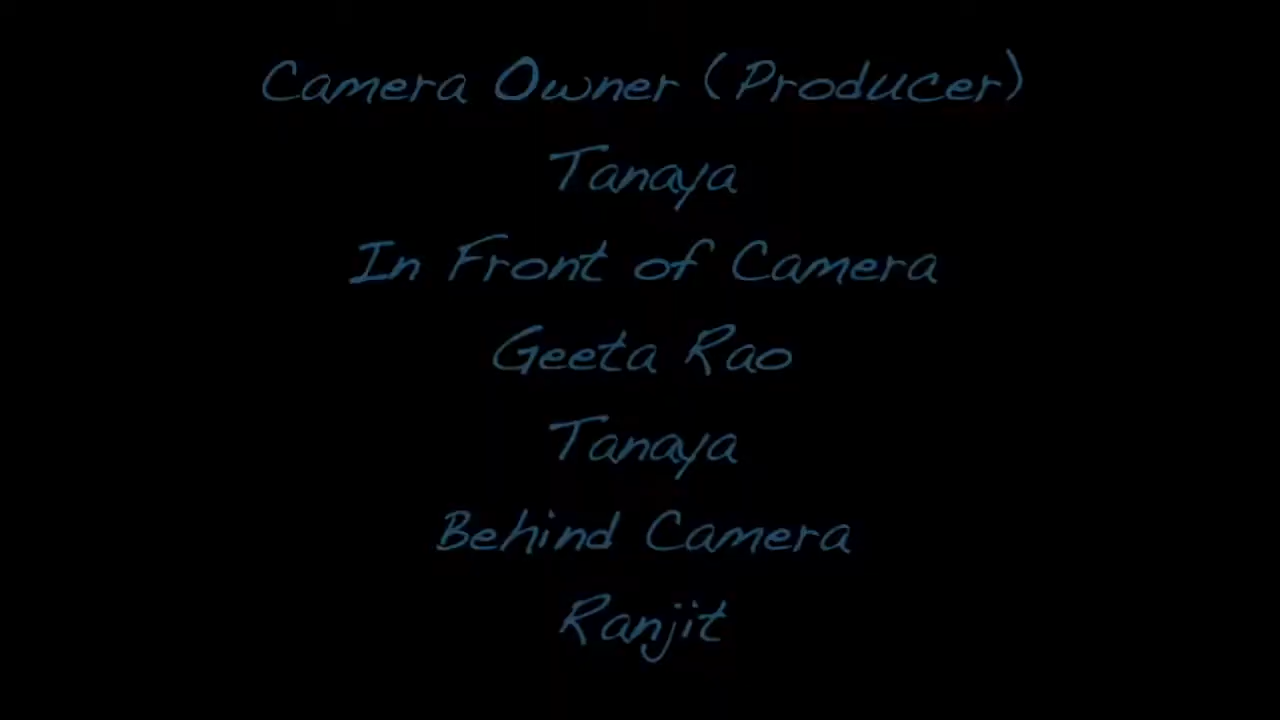 Camera Owner (Producer)
Tanaya
In Front of Camera
Geeta Rao
Tanaya
Behind Camera
Ranjit